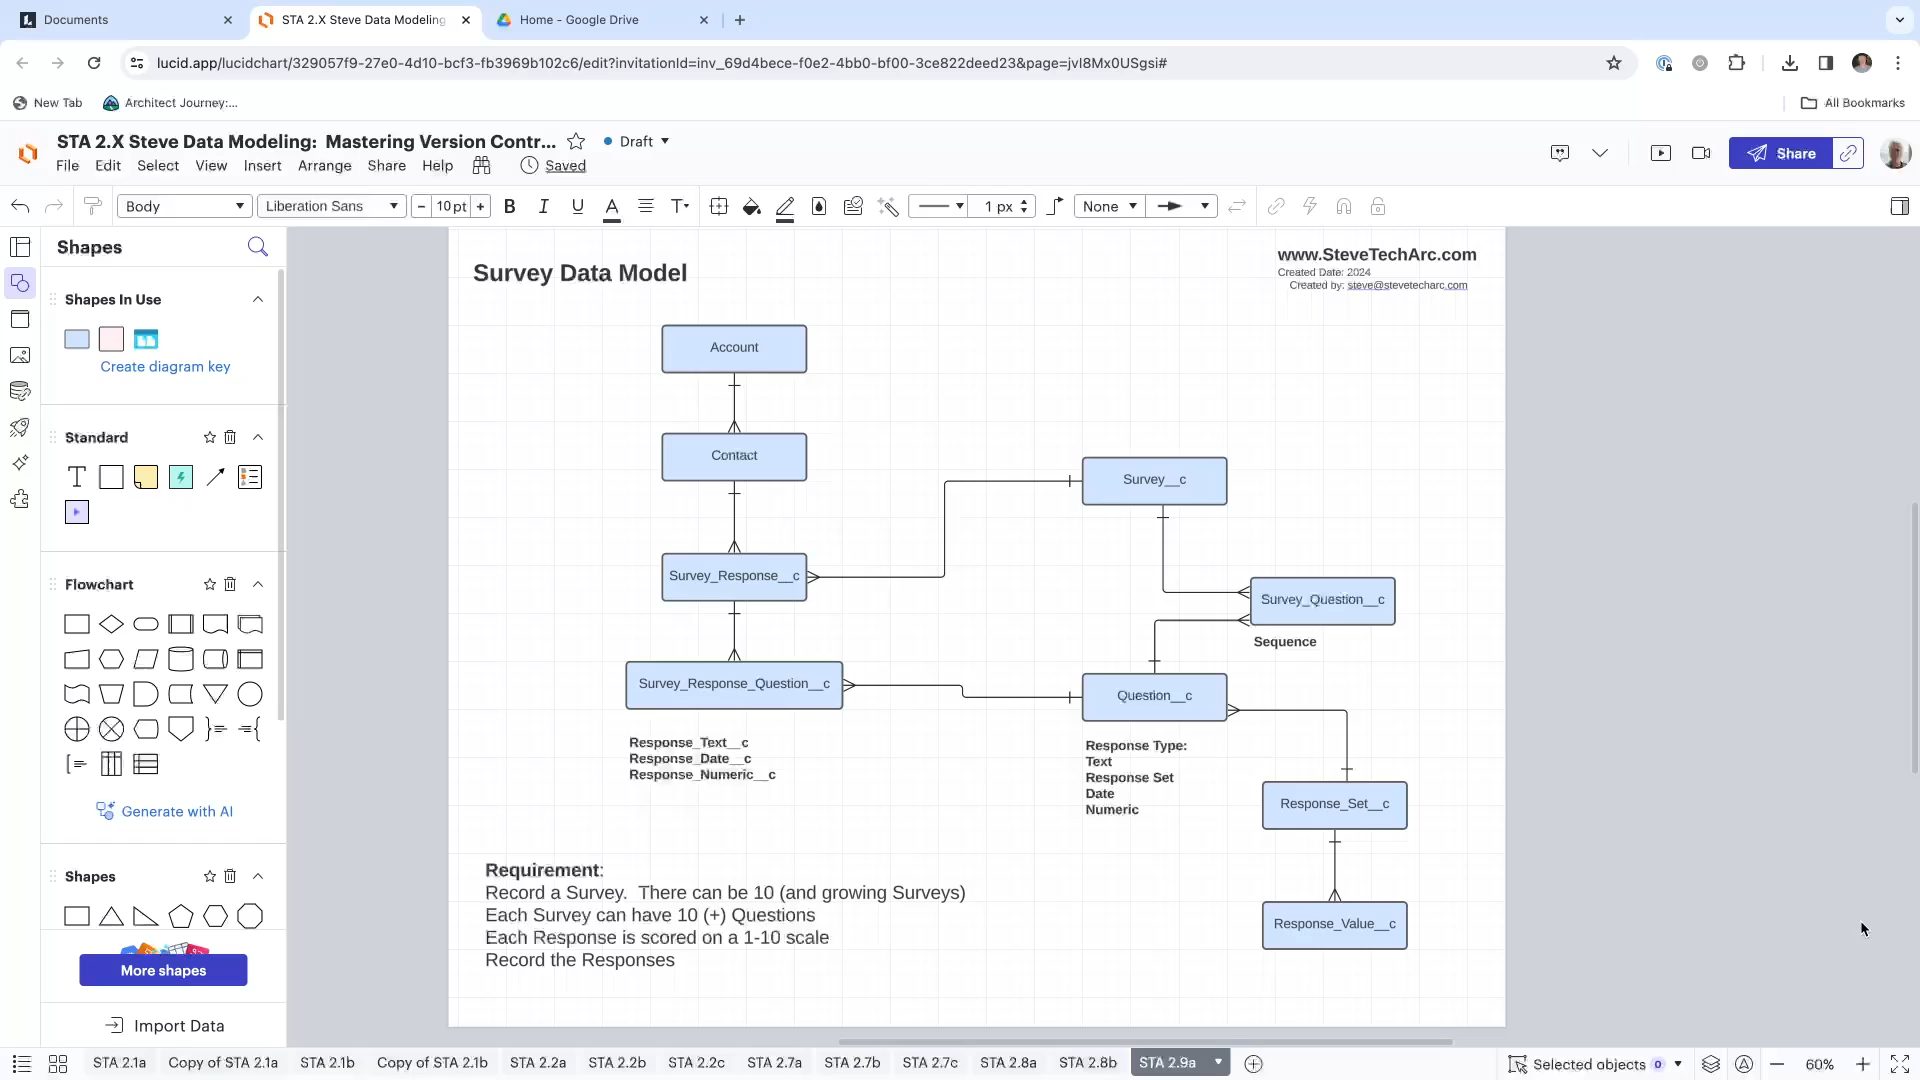 Documents
STA 2.X Steve Data Modeling
Home - Google Drive
lucid.app/lucidchart/329057f9-27e0-4d10-bcf3-fb3969b102c6/edit?invitationId=inv_69d4bece-f0e2-4bb0-bf00-3ce822deed23&page=jvI8Mx0USgsi#
New Tab
Architect Journey:...
All Bookmarks
STA 2.X Steve Data Modeling:  Mastering Version Contr...
Draft
File Edit Select View Insert Arrange Share Help Saved
Share
Body
Liberation Sans
10 pt
1 px
None
Shapes
Shapes In Use
Create diagram key
Standard
Flowchart
Generate with AI
Shapes
More shapes
Import Data
Survey Data Model
www.SteveTechArc.com
Created Date: 2024
Created by: steve@stevetecharc.com
Account
Contact
Survey__c
Survey_Response__c
Survey_Question__c
Sequence
Survey_Response_Question__c
Question__c
Response_Text__c
Response_Date__c
Response_Numeric__c
Response Type:
Text
Response Set
Date
Numeric
Response_Set__c
Response_Value__c
Requirement:
Record a Survey.  There can be 10 (and growing Surveys)
Each Survey can have 10 (+) Questions
Each Response is scored on a 1-10 scale
Record the Responses
STA 2.1a Copy of STA 2.1a STA 2.1b Copy of STA 2.1b STA 2.2a STA 2.2b STA 2.2c STA 2.7a STA 2.7b STA 2.7c STA 2.8a STA 2.8b STA 2.9a
Selected objects 0
60%